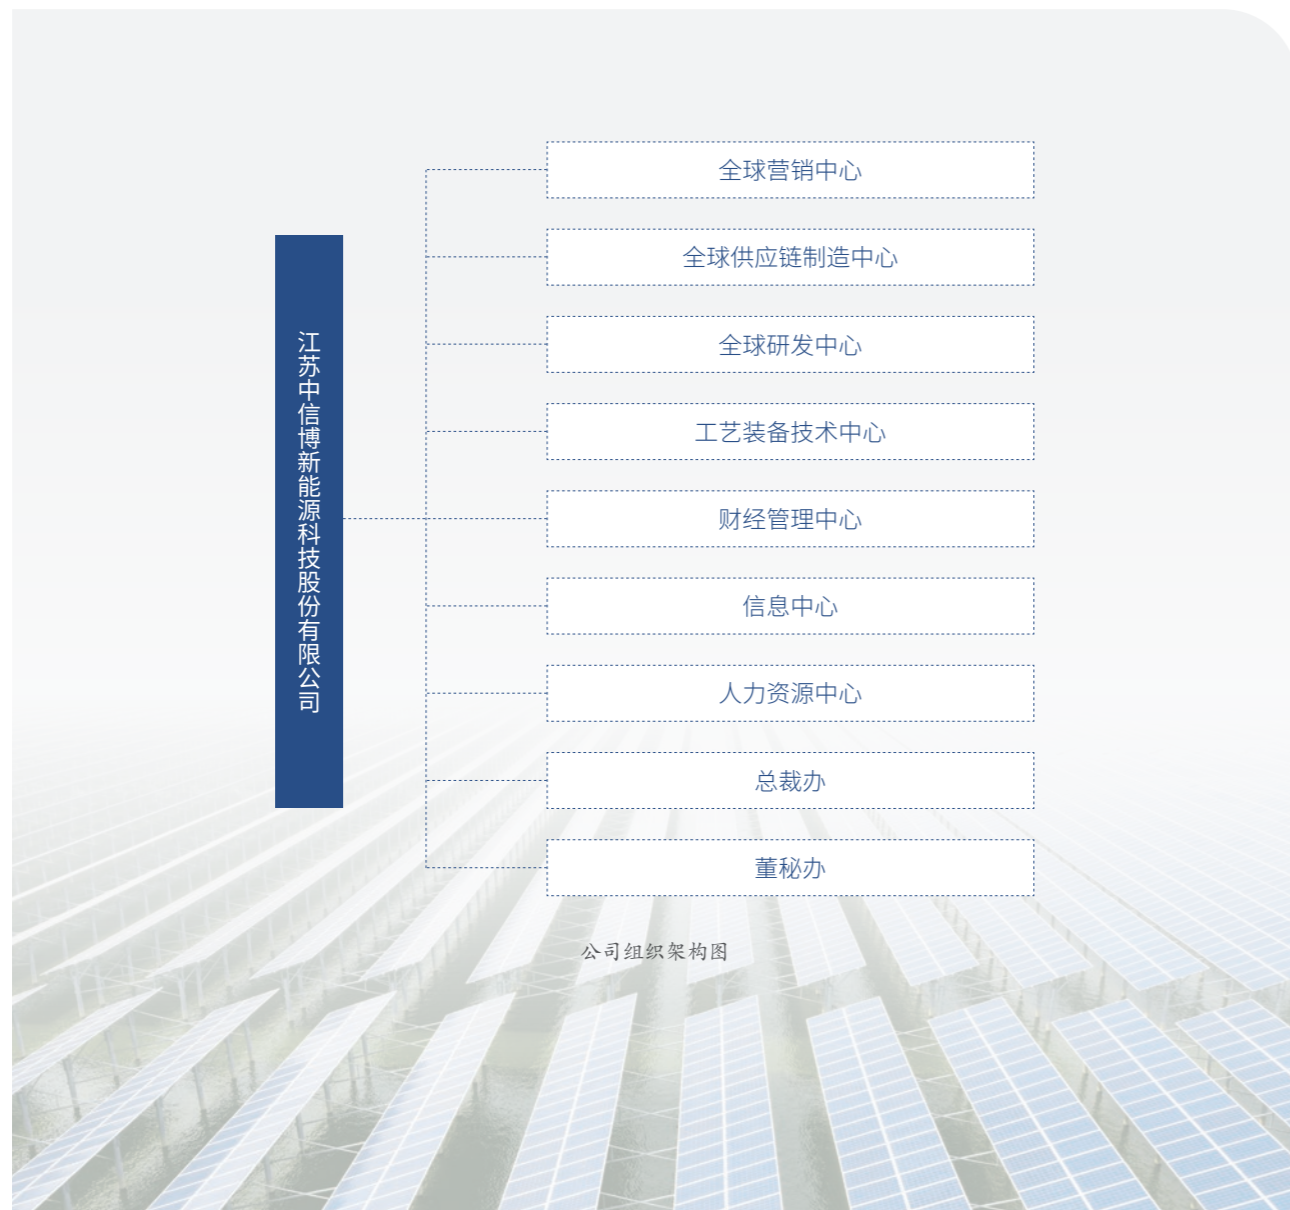 江苏中信博新能源科技股份有限公司
全球营销中心
全球供应链制造中心
全球研发中心
工艺装备技术中心
财经管理中心
信息中心
人力资源中心
总裁办
董秘办
公司组织架构图